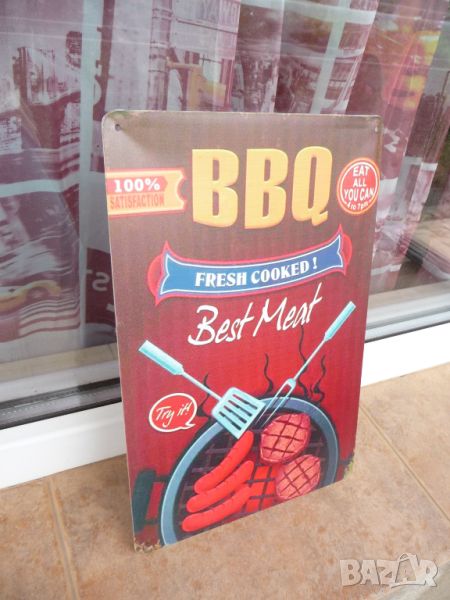 100%
SATISFACTION
BBQ
EAT
ALL
YOU CAN
FRESH COOKED !
Best Meat
Try it!
BAZAR